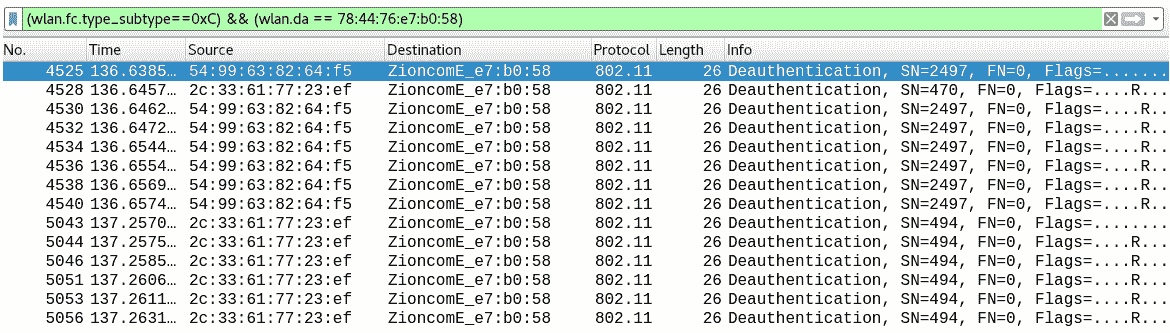 (wlan.fc.type_subtype==0xC) && (wlan.da == 78:44:76:e7:b0:58)
No. Time Source Destination Protocol Length Info
4525 136.6385… 54:99:63:82:64:f5 ZioncomE_e7:b0:58 802.11 26 Deauthentication, SN=2497, FN=0, Flags=........
4528 136.6457… 2c:33:61:77:23:ef ZioncomE_e7:b0:58 802.11 26 Deauthentication, SN=470, FN=0, Flags=....R...
4530 136.6462… 54:99:63:82:64:f5 ZioncomE_e7:b0:58 802.11 26 Deauthentication, SN=2497, FN=0, Flags=....R...
4532 136.6472… 54:99:63:82:64:f5 ZioncomE_e7:b0:58 802.11 26 Deauthentication, SN=2497, FN=0, Flags=....R...
4534 136.6544… 54:99:63:82:64:f5 ZioncomE_e7:b0:58 802.11 26 Deauthentication, SN=2497, FN=0, Flags=....R...
4536 136.6554… 54:99:63:82:64:f5 ZioncomE_e7:b0:58 802.11 26 Deauthentication, SN=2497, FN=0, Flags=....R...
4538 136.6569… 54:99:63:82:64:f5 ZioncomE_e7:b0:58 802.11 26 Deauthentication, SN=2497, FN=0, Flags=....R...
4540 136.6574… 54:99:63:82:64:f5 ZioncomE_e7:b0:58 802.11 26 Deauthentication, SN=2497, FN=0, Flags=....R...
5043 137.2570… 2c:33:61:77:23:ef ZioncomE_e7:b0:58 802.11 26 Deauthentication, SN=494, FN=0, Flags=........
5044 137.2575… 2c:33:61:77:23:ef ZioncomE_e7:b0:58 802.11 26 Deauthentication, SN=494, FN=0, Flags=....R...
5046 137.2585… 2c:33:61:77:23:ef ZioncomE_e7:b0:58 802.11 26 Deauthentication, SN=494, FN=0, Flags=....R...
5051 137.2606… 2c:33:61:77:23:ef ZioncomE_e7:b0:58 802.11 26 Deauthentication, SN=494, FN=0, Flags=....R...
5053 137.2611… 2c:33:61:77:23:ef ZioncomE_e7:b0:58 802.11 26 Deauthentication, SN=494, FN=0, Flags=....R...
5056 137.2631… 2c:33:61:77:23:ef ZioncomE_e7:b0:58 802.11 26 Deauthentication, SN=494, FN=0, Flags=....R...